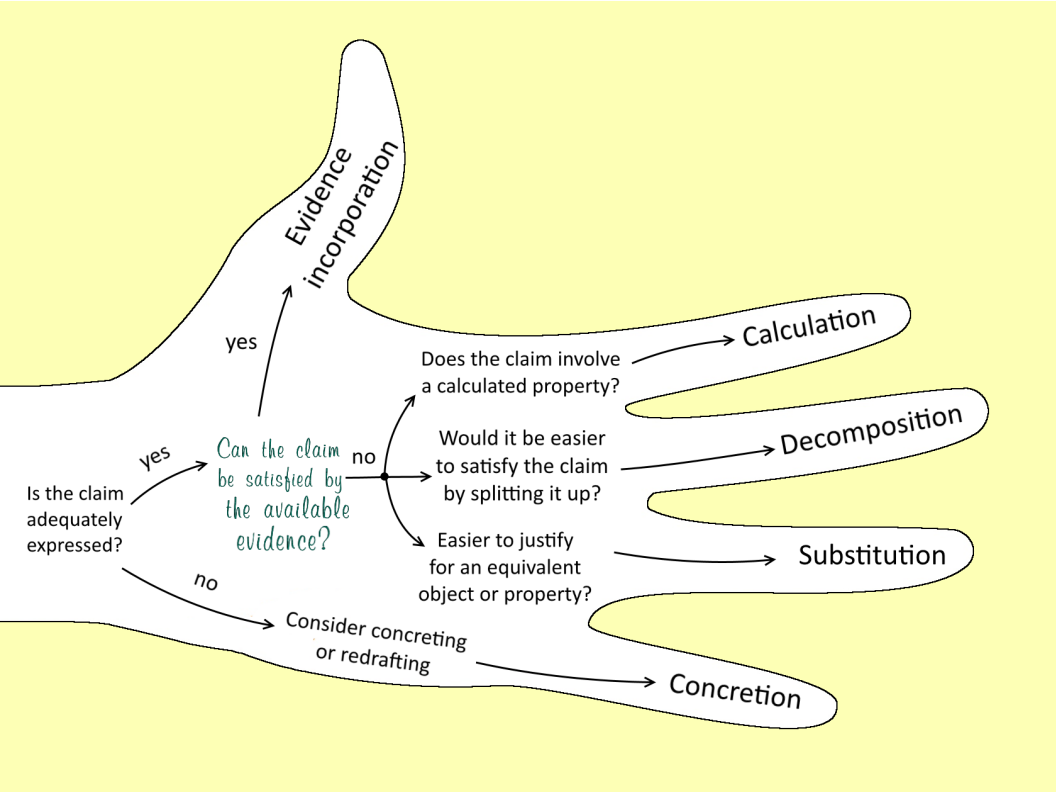 Evidence
incorporation
yes
Does the claim involve
a calculated property?
Calculation
Is the claim
adequately
expressed?
yes
Can the claim
be satisfied by
the available
evidence?
no
Would it be easier
to satisfy the claim
by splitting it up?
Decomposition
Easier to justify
for an equivalent
object or property?
Substitution
no
Consider concreting
or redrafting
Concretion